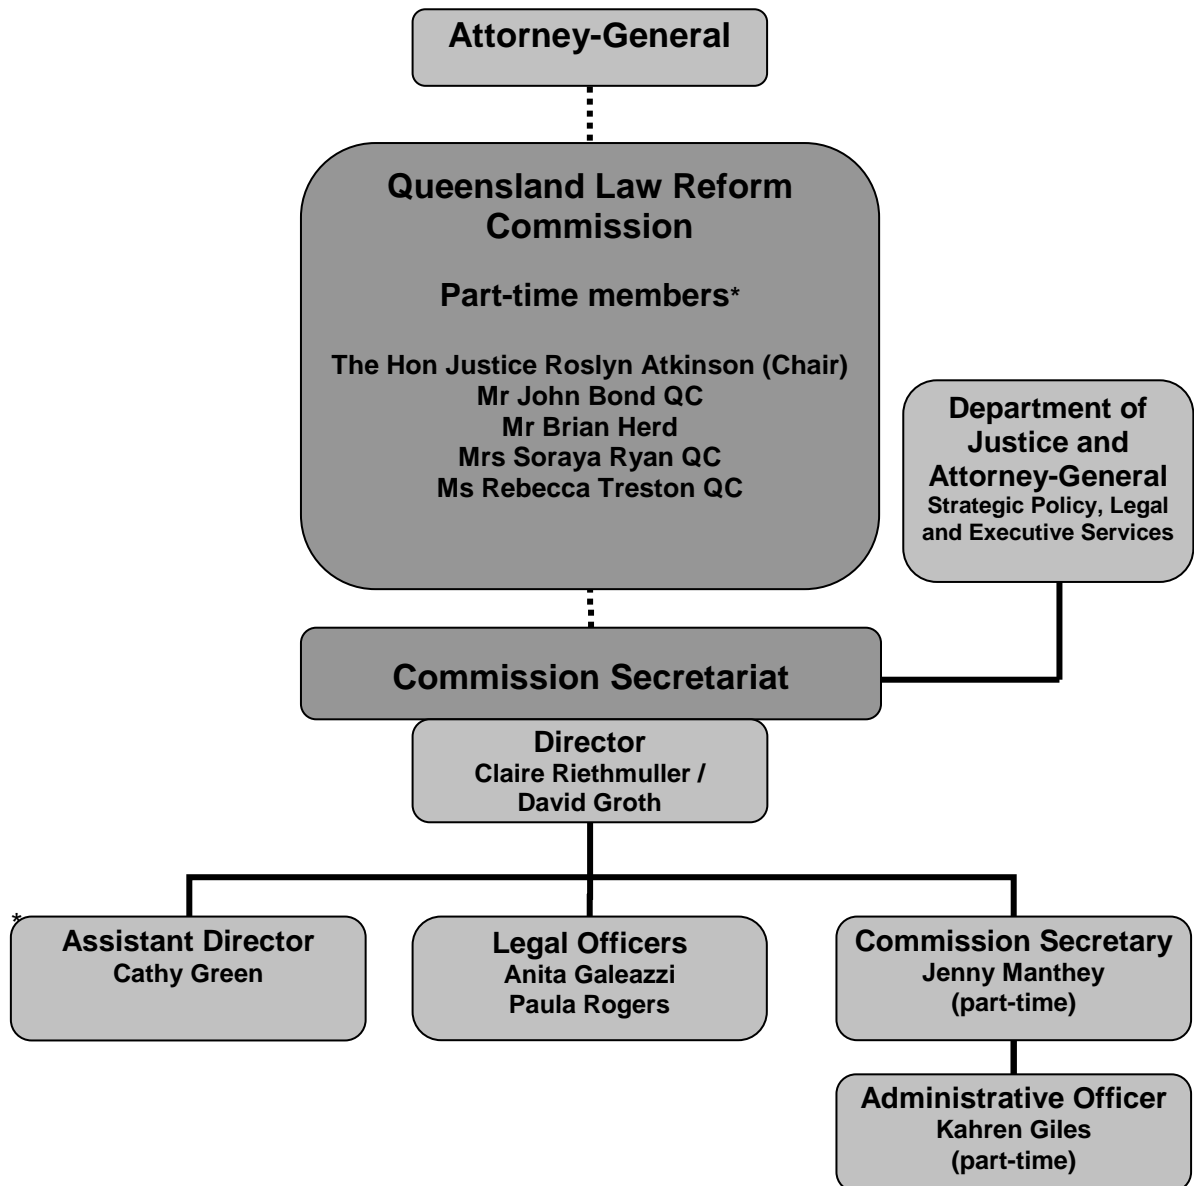 Attorney-General
Queensland Law Reform
Commission
Part-time members*
The Hon Justice Roslyn Atkinson (Chair)
Mr John Bond QC
Mr Brian Herd
Mrs Soraya Ryan QC
Ms Rebecca Treston QC
Department of
Justice and
Attorney-General
Strategic Policy, Legal
and Executive Services
Commission Secretariat
Director
Claire Riethmuller /
David Groth
*
Assistant Director
Cathy Green
Legal Officers
Anita Galeazzi
Paula Rogers
Commission Secretary
Jenny Manthey
(part-time)
Administrative Officer
Kahren Giles
(part-time)